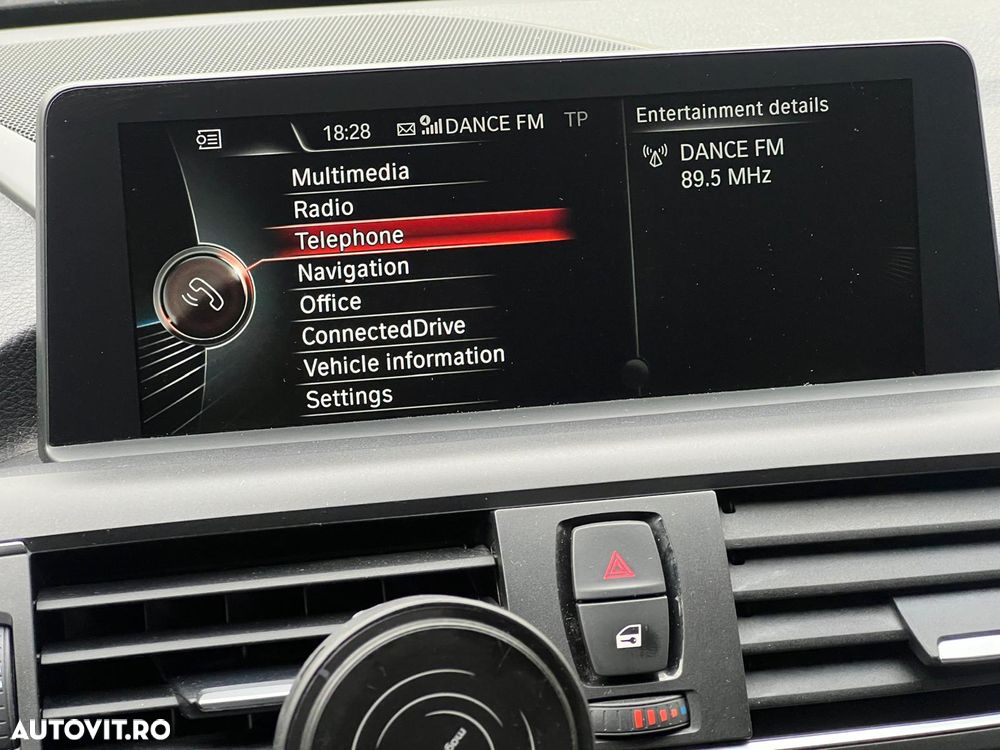 18:28
DANCE FM
TP
Multimedia
Radio
Telephone
Navigation
Office
ConnectedDrive
Vehicle information
Settings
Entertainment details
DANCE FM
89.5 MHz
AUTOVIT.RO